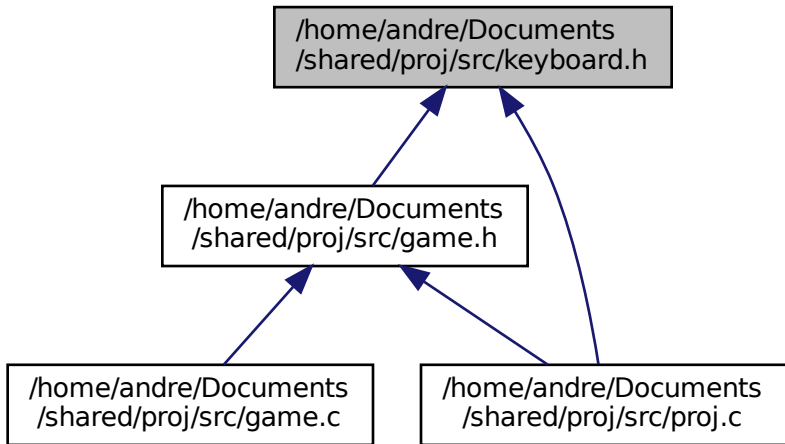 /home/andre/Documents
/shared/proj/src/keyboard.h
/home/andre/Documents
/shared/proj/src/game.h
/home/andre/Documents
/shared/proj/src/game.c
/home/andre/Documents
/shared/proj/src/proj.c